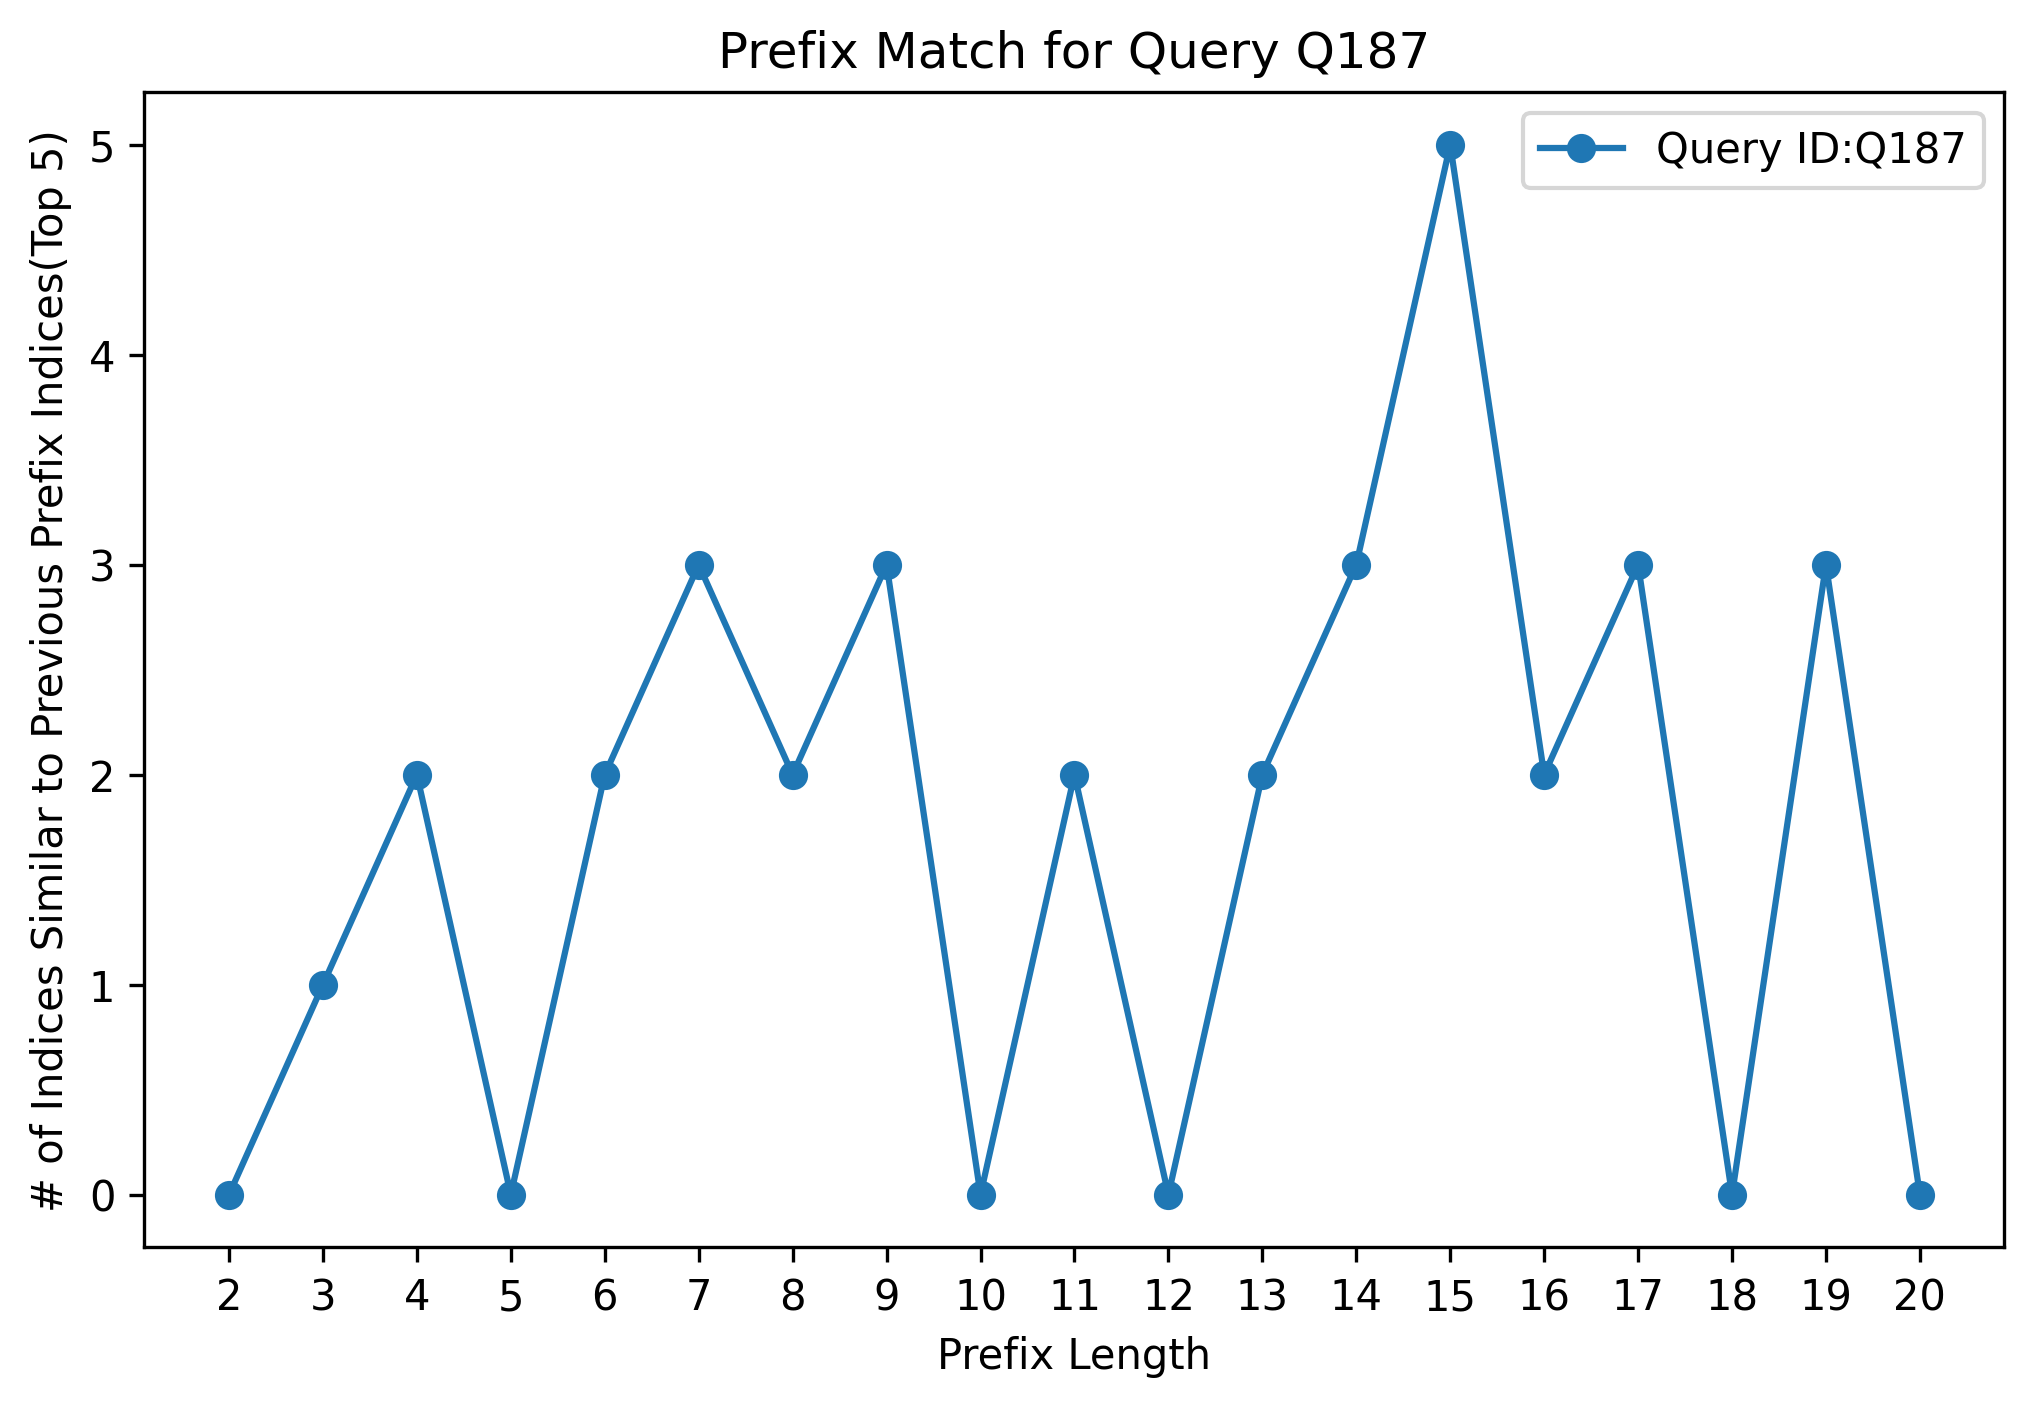 Prefix Match for Query Q187
Query ID:Q187
# of Indices Similar to Previous Prefix Indices(Top 5)
5
4
3
2
1
0
2 3 4 5 6 7 8 9 10 11 12 13 14 15 16 17 18 19 20
Prefix Length